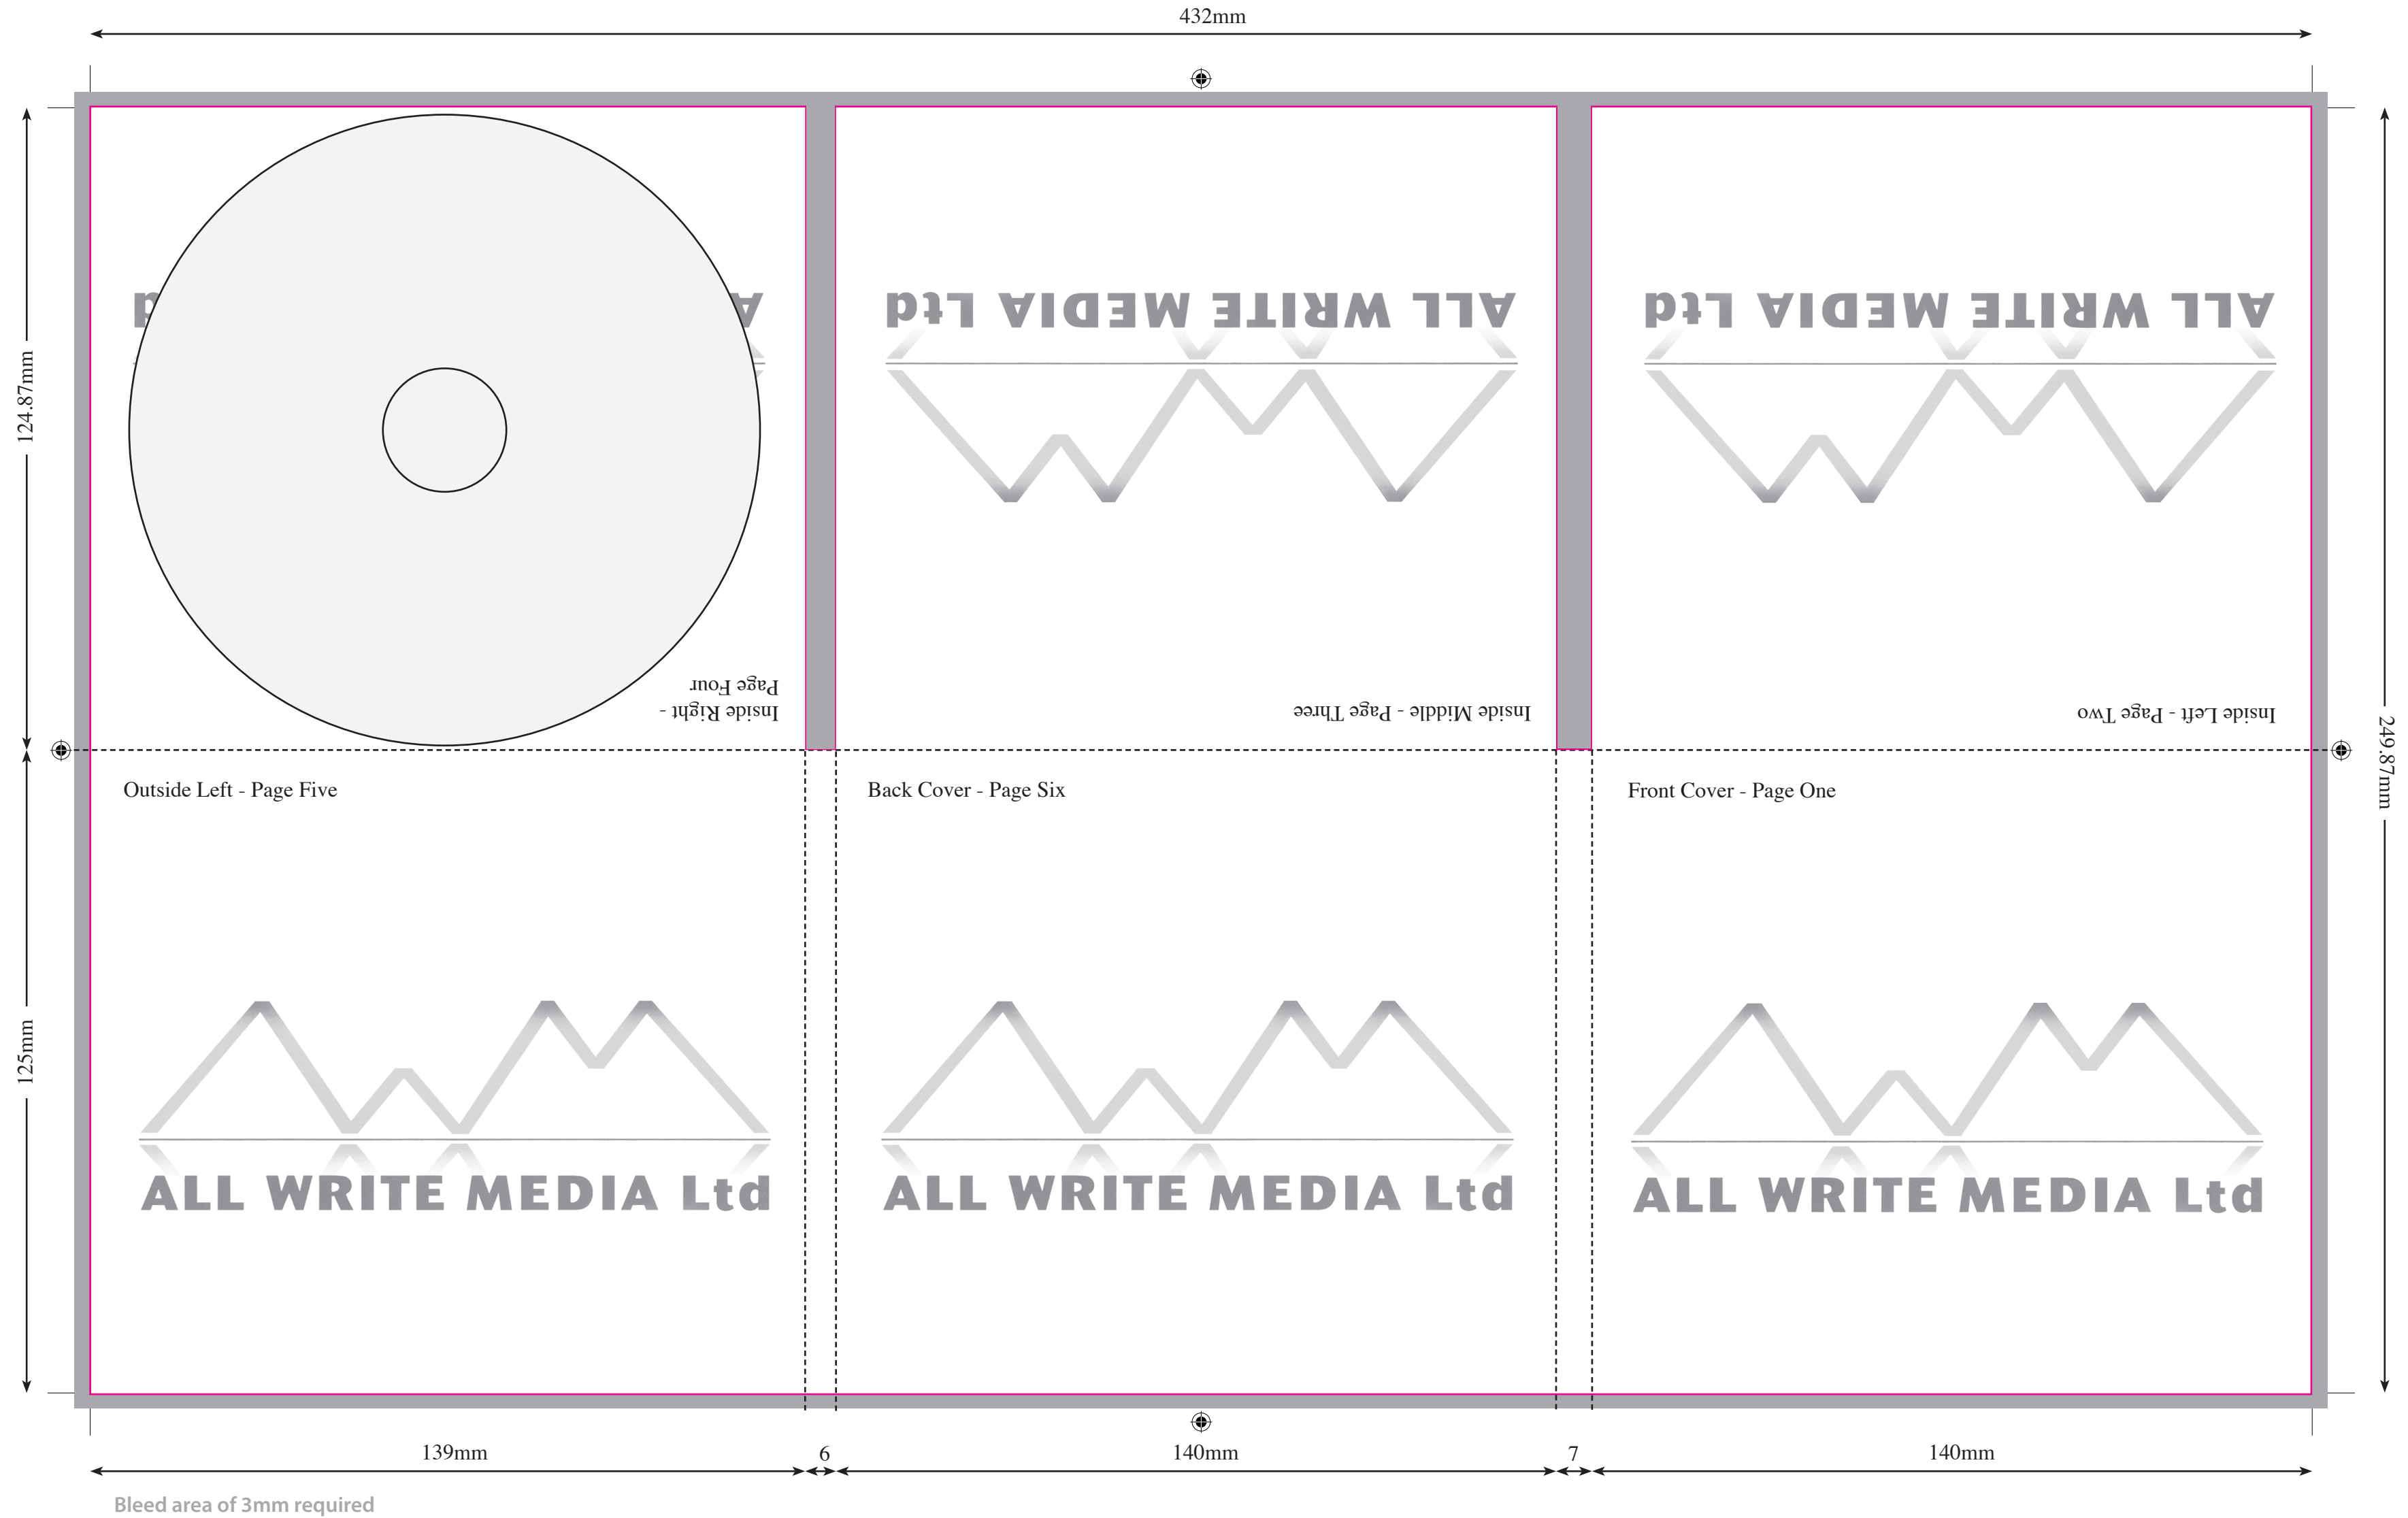 432mm
124.87mm
249.87mm
125mm
d
A
ALL WRITE MEDIA Ltd
ALL WRITE MEDIA Ltd
Inside Right -
Page Four
Inside Middle - Page Three
Inside Left - Page Two
Outside Left - Page Five
Back Cover - Page Six
Front Cover - Page One
ALL WRITE MEDIA Ltd
ALL WRITE MEDIA Ltd
ALL WRITE MEDIA Ltd
139mm
6
140mm
7
140mm
Bleed area of 3mm required